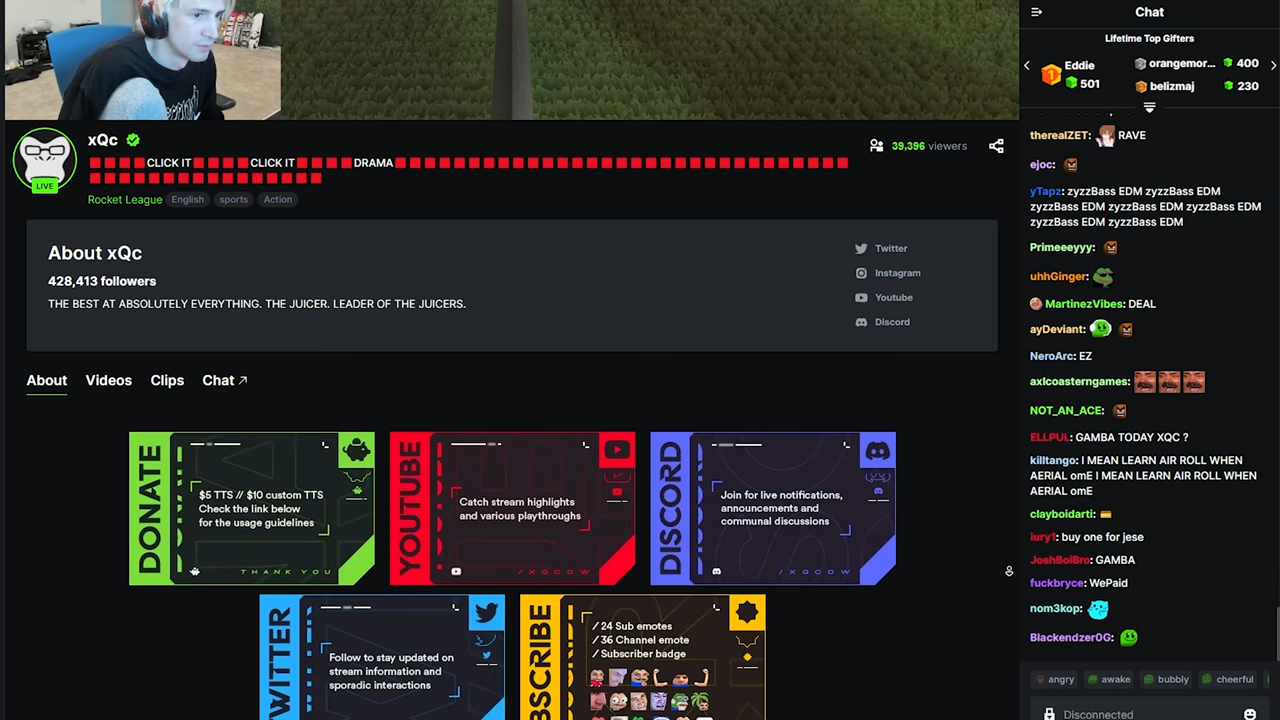 xQc
CLICK IT CLICK IT DRAMA
LIVE
Rocket League English sports Action
39,396 viewers
About xQc
428,413 followers
THE BEST AT ABSOLUTELY EVERYTHING. THE JUICER. LEADER OF THE JUICERS.
Twitter
Instagram
Youtube
Discord
About Videos Clips Chat
DONATE
$5 TTS // $10 custom TTS
Check the link below
for the usage guidelines
THANK YOU
YOUTUBE
Catch stream highlights
and various playthroughs
/XQCOW
DISCORD
Join for live notifications,
announcements and
communal discussions
/XQCOW
TWITTER
Follow to stay updated on
stream information and
sporadic interactions
SUBSCRIBE
/ 24 Sub emotes
/ 36 Channel emote
/ Subscriber badge
Chat
Lifetime Top Gifters
1 Eddie
501
orangemor... 400
belizmaj 230
therealZET: RAVE
ejoc:
yTapz: zyzzBass EDM zyzzBass EDM
zyzzBass EDM zyzzBass EDM zyzzBass EDM
zyzzBass EDM zyzzBass EDM
Primeeeyyy:
uhhGinger:
MartinezVibes: DEAL
ayDeviant:
NeroArc: EZ
axlcoasterngames:
NOT_AN_ACE:
ELLPUL: GAMBA TODAY XQC ?
killtango: I MEAN LEARN AIR ROLL WHEN
AERIAL omE I MEAN LEARN AIR ROLL WHEN
AERIAL omE
clayboidarti:
iury1: buy one for jese
JoshBoiBro: GAMBA
fuckbryce: WePaid
nom3kop:
Blackendzer0G:
angry awake bubbly cheerful
Disconnected